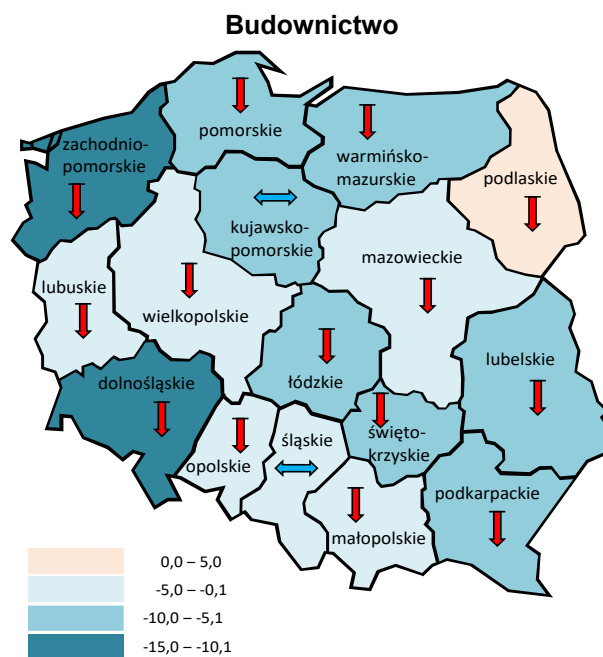 Budownictwo
pomorskie
zachodnio-
pomorskie
warmińsko-
mazurskie
podlaskie
kujawsko-
pomorskie
mazowieckie
lubuskie
wielkopolskie
lubelskie
dolnośląskie
łódzkie
śląskie
święto-
krzyskie
opolskie
podkarpackie
małopolskie
0,0 – 5,0
-5,0 – -0,1
-10,0 – -5,1
-15,0 – -10,1